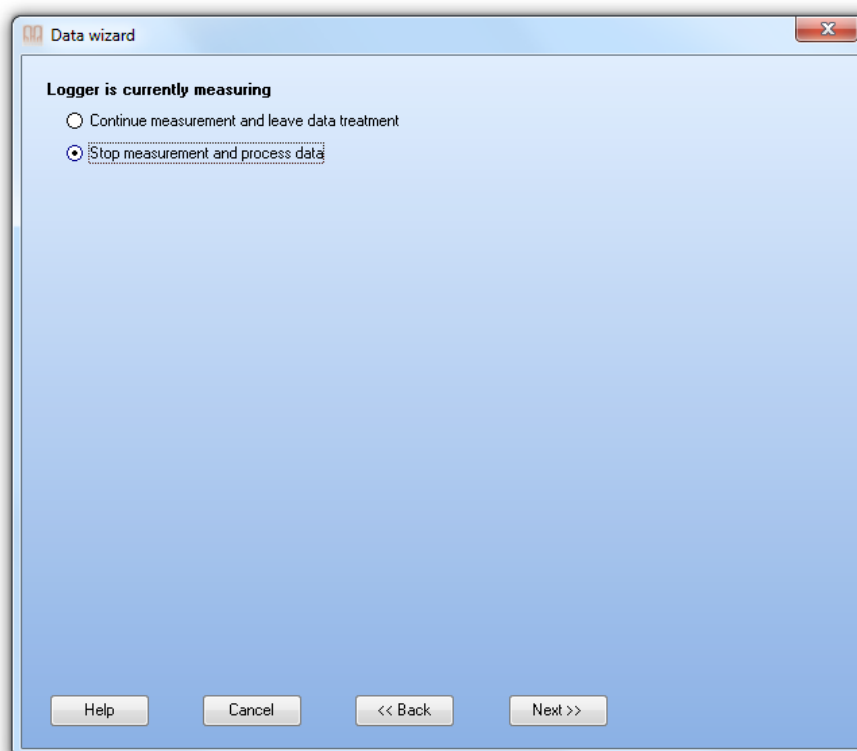 Data wizard
Logger is currently measuring
Continue measurement and leave data treatment
Stop measurement and process data
Help
Cancel
<< Back
Next >>